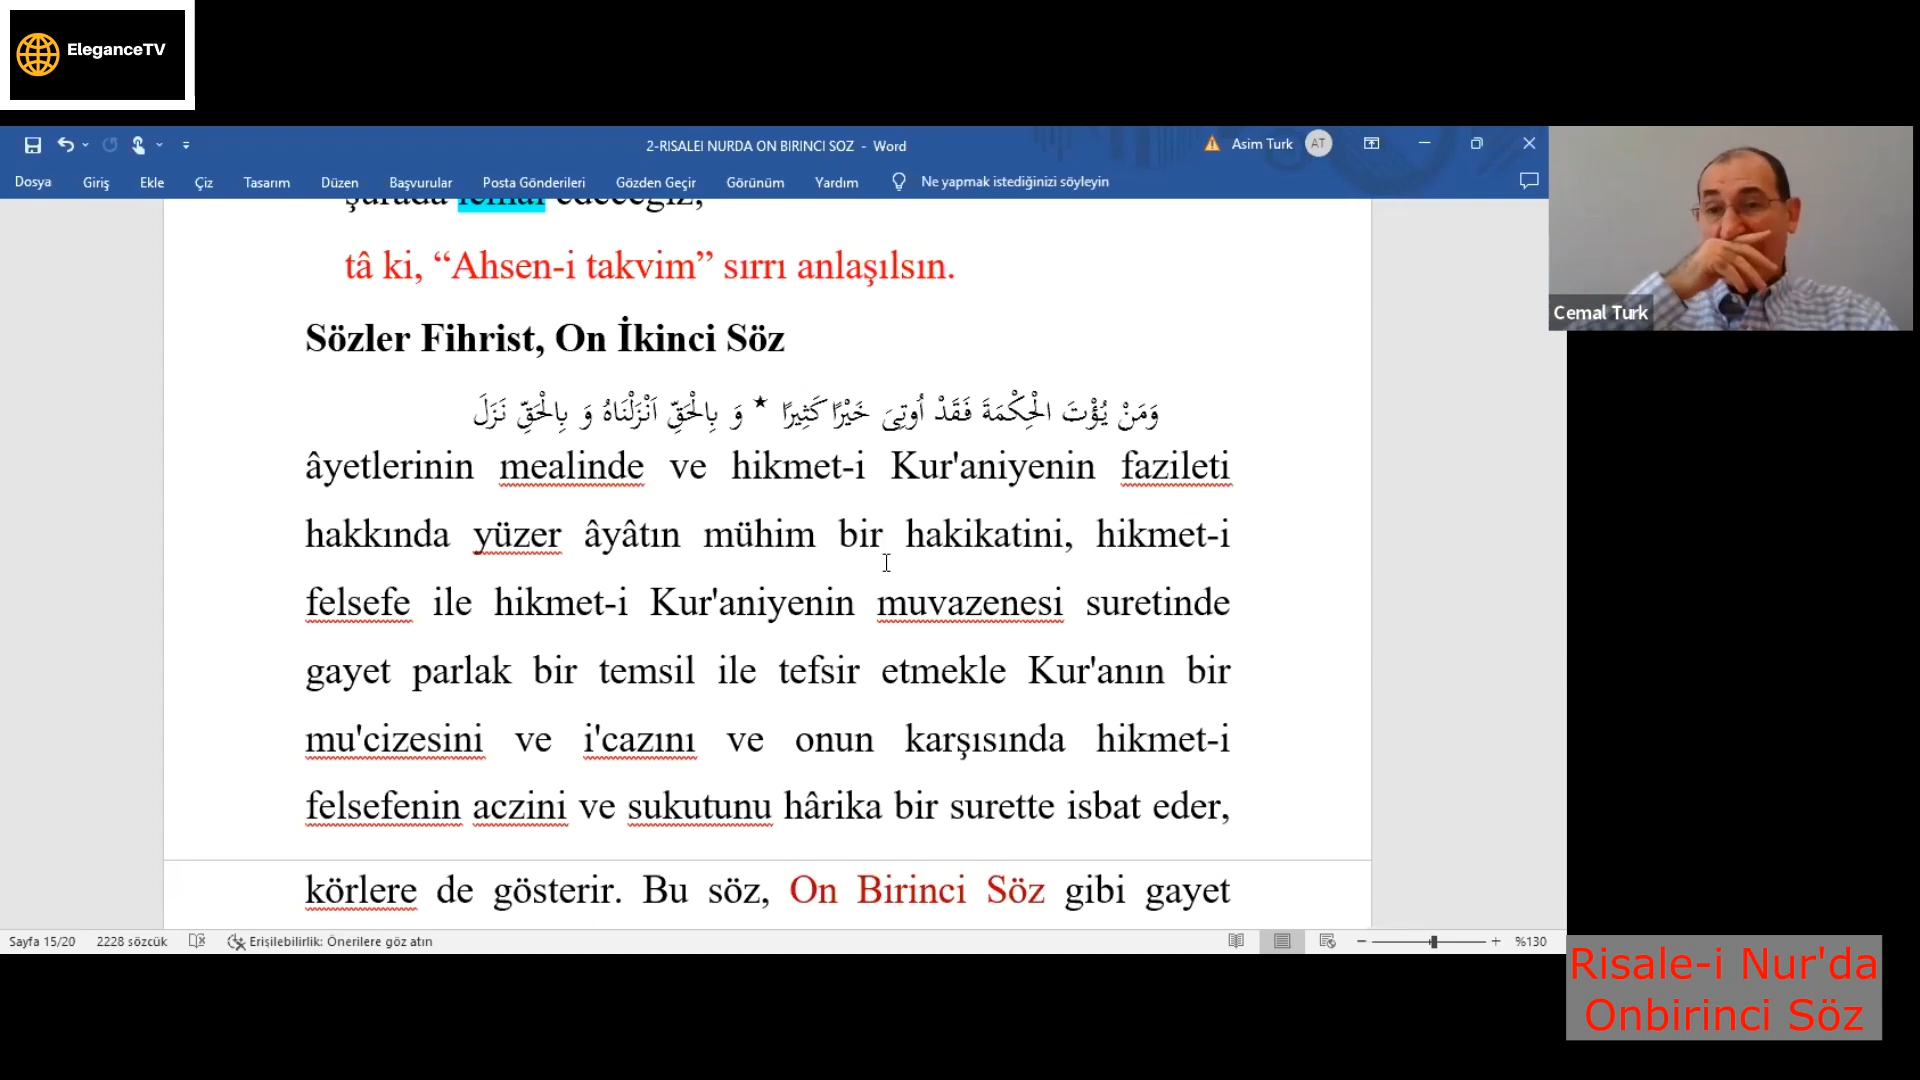 EleganceTV
2-RISALEI NURDA ON BIRINCI SOZ - Word
Asim Turk AT
Dosya Giriş Ekle Çiz Tasarım Düzen Başvurular Posta Gönderileri Gözden Geçir Görünüm Yardım Ne yapmak istediğinizi söyleyin
şurada icmal edeceğiz,
tâ ki, “Ahsen-i takvim” sırrı anlaşılsın.
Sözler Fihrist, On İkinci Söz
وَمَنْ يُؤْتَ الْحِكْمَةَ فَقَدْ اُوتِىَ خَيْرًا كَثِيرًا ★ وَ بِالْحَقِّ اَنْزَلْنَاهُ وَ بِالْحَقِّ نَزَلَ
âyetlerinin mealinde ve hikmet-i Kur'aniyenin fazileti
hakkında yüzer âyâtın mühim bir hakikatini, hikmet-i
felsefe ile hikmet-i Kur'aniyenin muvazenesi suretinde
gayet parlak bir temsil ile tefsir etmekle Kur'anın bir
mu'cizesini ve i'cazını ve onun karşısında hikmet-i
felsefenin aczini ve sukutunu hârika bir surette isbat eder,
körlere de gösterir. Bu söz, On Birinci Söz gibi gayet
Sayfa 15/20 2228 sözcük Erişilebilirlik: Önerilere göz atın %130
Cemal Turk
Risale-i Nur'da
Onbirinci Söz